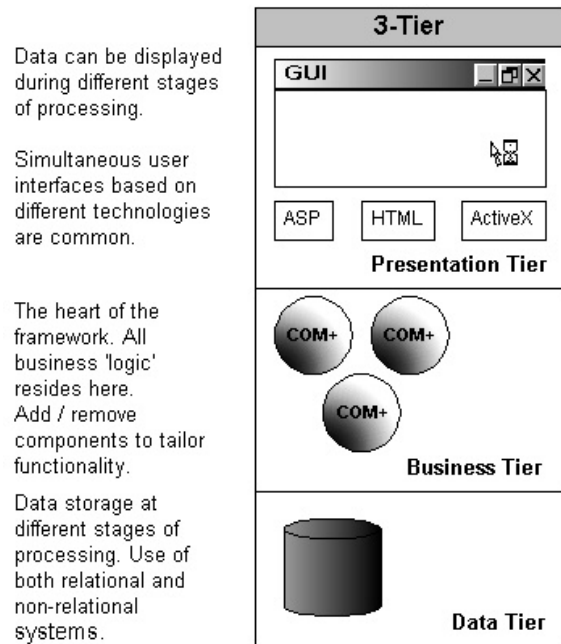 3-Tier
Data can be displayed
during different stages
of processing.
Simultaneous user
interfaces based on
different technologies
are common.
GUI
ASP
HTML
ActiveX
Presentation Tier
The heart of the
framework. All
business 'logic'
resides here.
Add / remove
components to tailor
functionality.
COM+
COM+
COM+
Business Tier
Data storage at
different stages of
processing. Use of
both relational and
non-relational
systems.
Data Tier